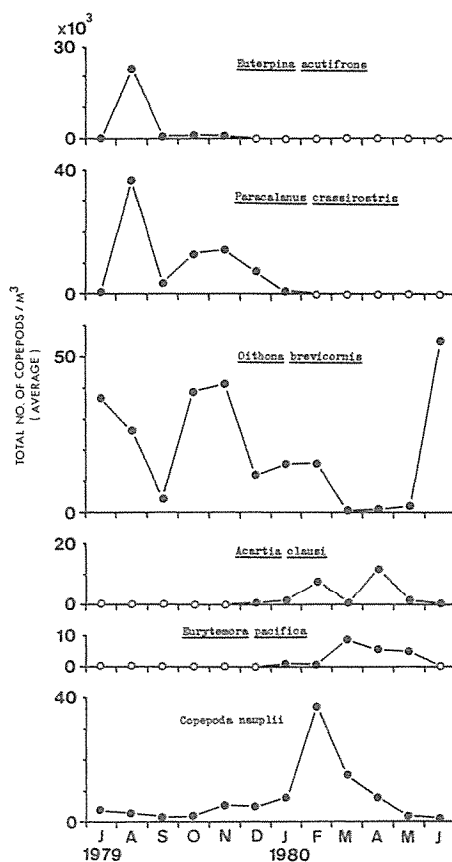 ×10³
30
0
Euterpina acutifrons
40
0
Paracalanus crassirostris
TOTAL NO. OF COPEPODS / M³
( AVERAGE )
50
0
Oithona brevicornis
20
0
Acartia clausi
10
0
Eurytemora pacifica
40
0
Copepoda nauplii
J A S O N D J F M A M J
1979 1980